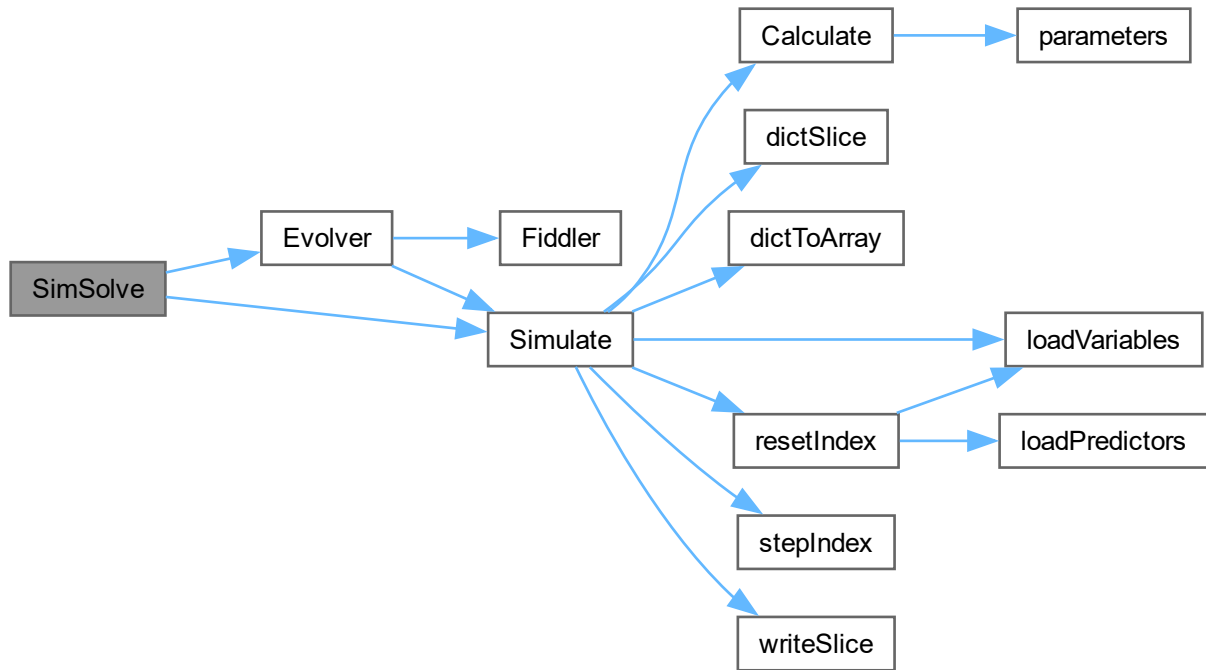 Calculate
parameters
dictSlice
Evolver
Fiddler
dictToArray
SimSolve
Simulate
loadVariables
resetIndex
loadPredictors
stepIndex
writeSlice